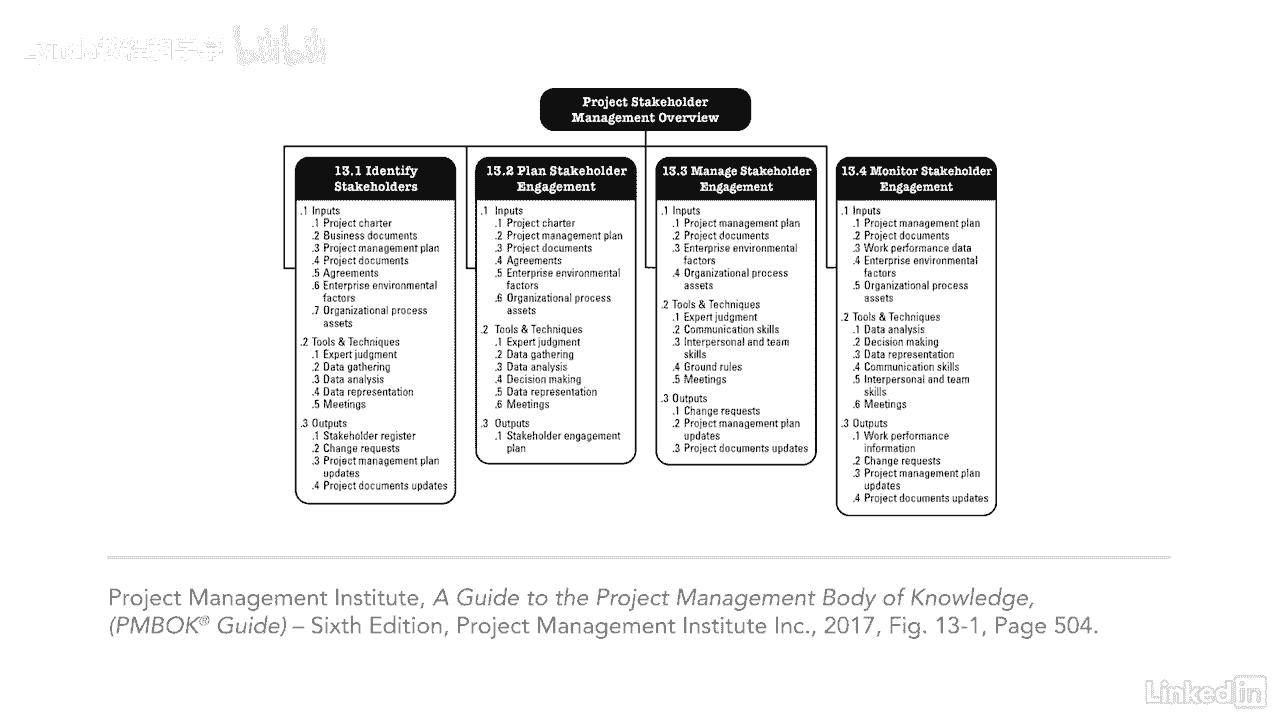 Project Stakeholder
Management Overview
13.1 Identify
Stakeholders
.1 Inputs
.1 Project charter
.2 Business documents
.3 Project management plan
.4 Project documents
.5 Agreements
.6 Enterprise environmental
factors
.7 Organizational process
assets
.2 Tools & Techniques
.1 Expert judgment
.2 Data gathering
.3 Data analysis
.4 Data representation
.5 Meetings
.3 Outputs
.1 Stakeholder register
.2 Change requests
.3 Project management plan
updates
.4 Project documents updates
13.2 Plan Stakeholder
Engagement
.1 Inputs
.1 Project charter
.2 Project management plan
.3 Project documents
.4 Agreements
.5 Enterprise environmental
factors
.6 Organizational process
assets
.2 Tools & Techniques
.1 Expert judgment
.2 Data gathering
.3 Data analysis
.4 Decision making
.5 Data representation
.6 Meetings
.3 Outputs
.1 Stakeholder engagement
plan
13.3 Manage Stakeholder
Engagement
.1 Inputs
.1 Project management plan
.2 Project documents
.3 Enterprise environmental
factors
.4 Organizational process
assets
.2 Tools & Techniques
.1 Expert judgment
.2 Communication skills
.3 Interpersonal and team
skills
.4 Ground rules
.5 Meetings
.3 Outputs
.1 Change requests
.2 Project management plan
updates
.3 Project documents updates
13.4 Monitor Stakeholder
Engagement
.1 Inputs
.1 Project management plan
.2 Project documents
.3 Work performance data
.4 Enterprise environmental
factors
.5 Organizational process
assets
.2 Tools & Techniques
.1 Data analysis
.2 Decision making
.3 Data representation
.4 Communication skills
.5 Interpersonal and team
skills
.6 Meetings
.3 Outputs
.1 Work performance
information
.2 Change requests
.3 Project management plan
updates
.4 Project documents updates
Project Management Institute, A Guide to the Project Management Body of Knowledge,
(PMBOK® Guide) – Sixth Edition, Project Management Institute Inc., 2017, Fig. 13-1, Page 504.
Linked in